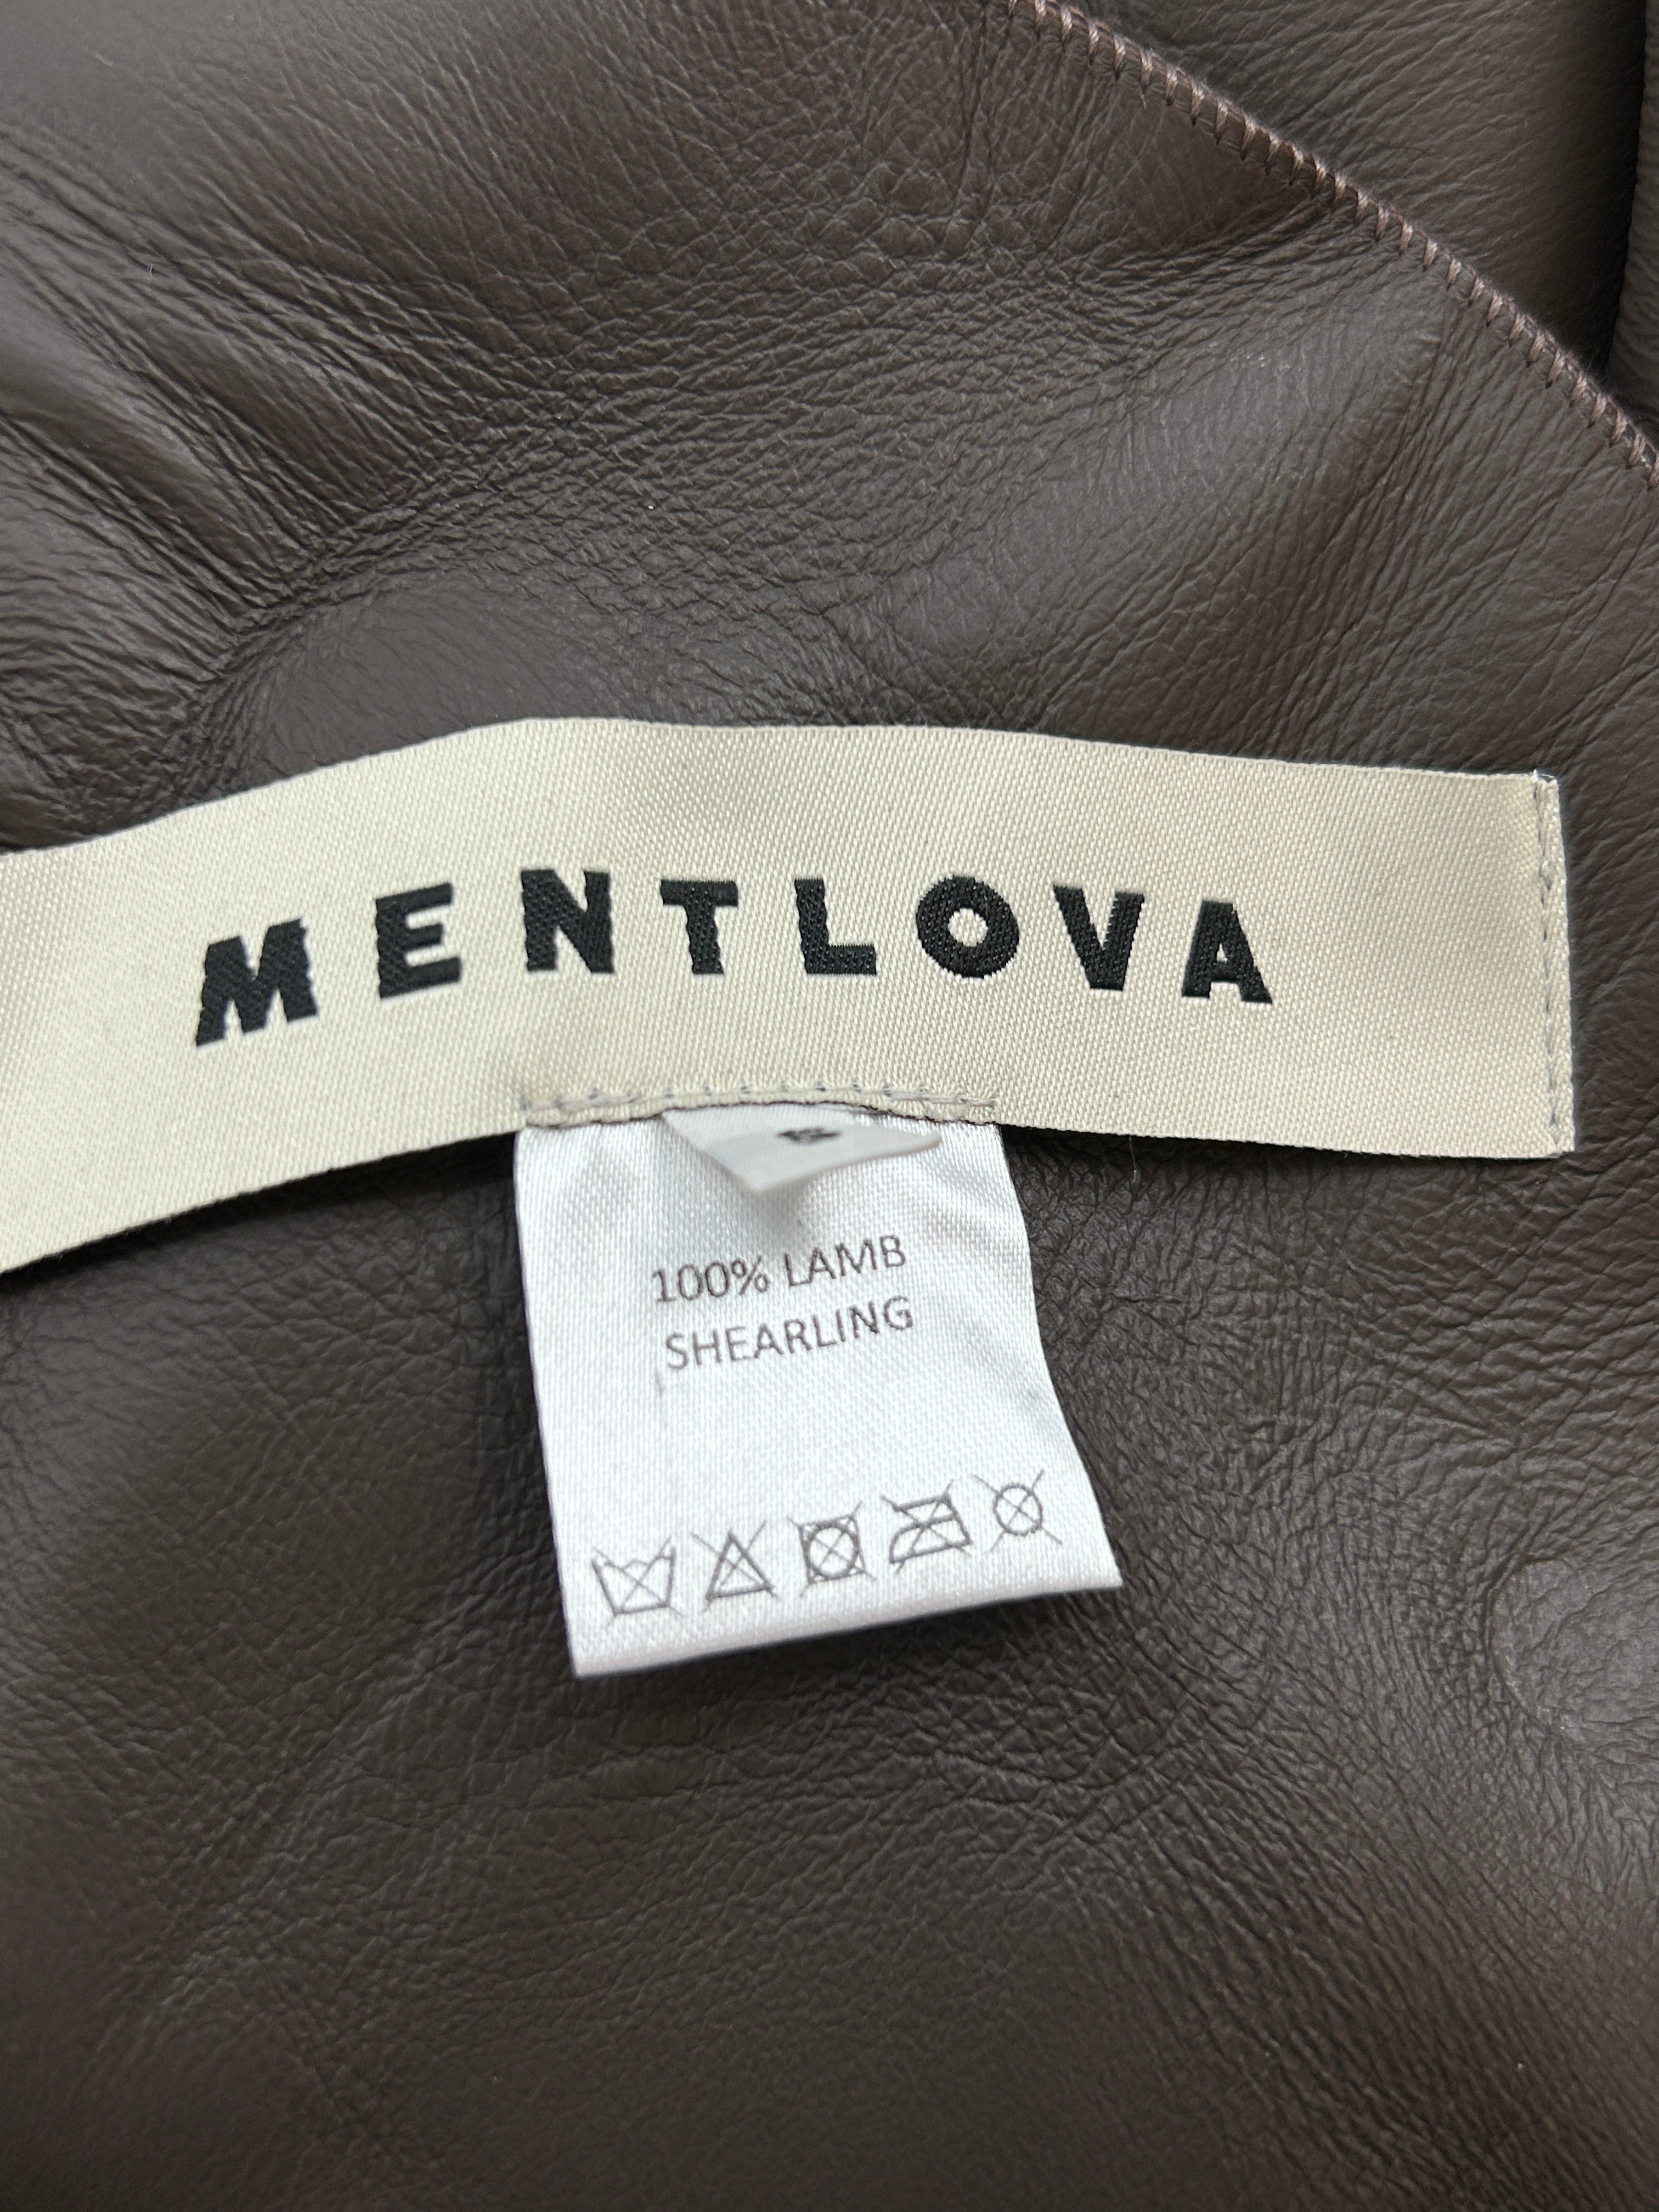 MENTLOVA
100% LAMB
SHEARLING